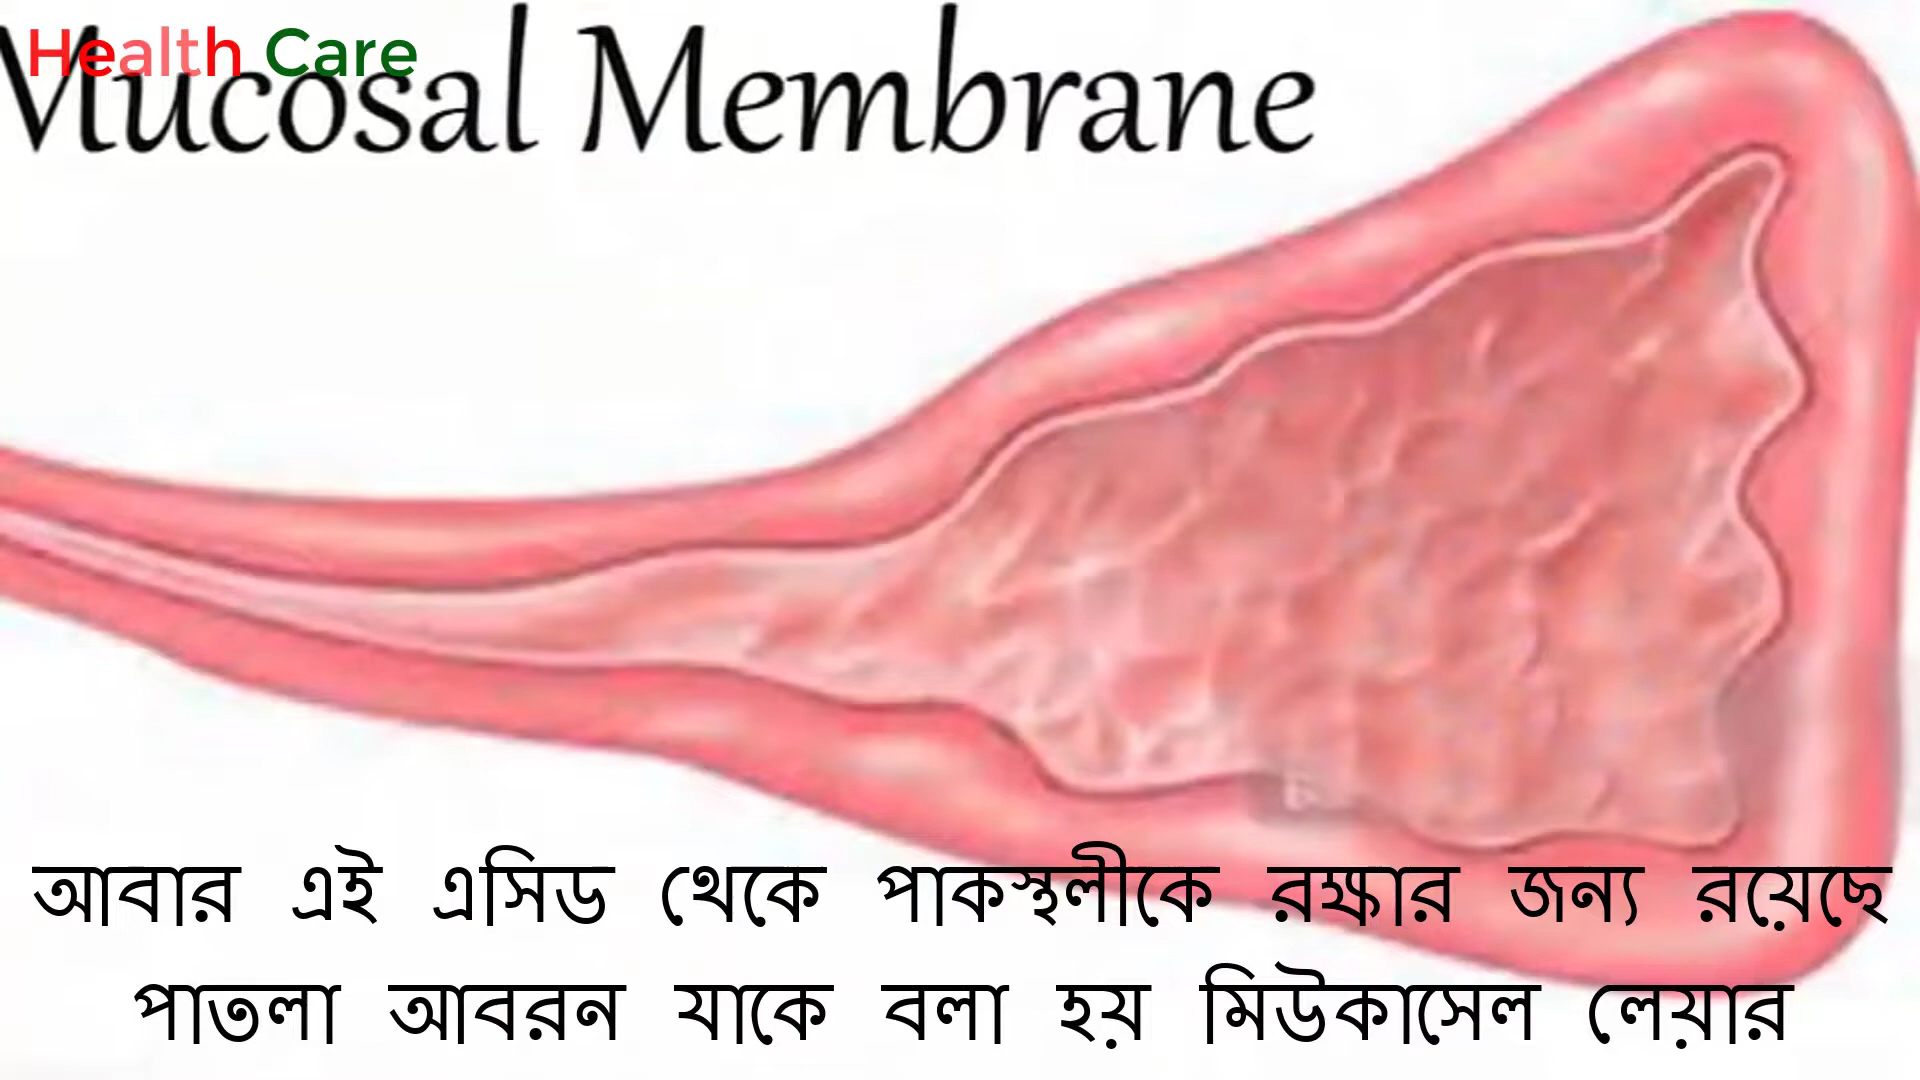 Health Care
Mucosal Membrane
আবার এই এসিড থেকে পাকস্থলীকে রক্ষার জন্য রয়েছে
পাতলা আবরন যাকে বলা হয় মিউকাসেল লেয়ার